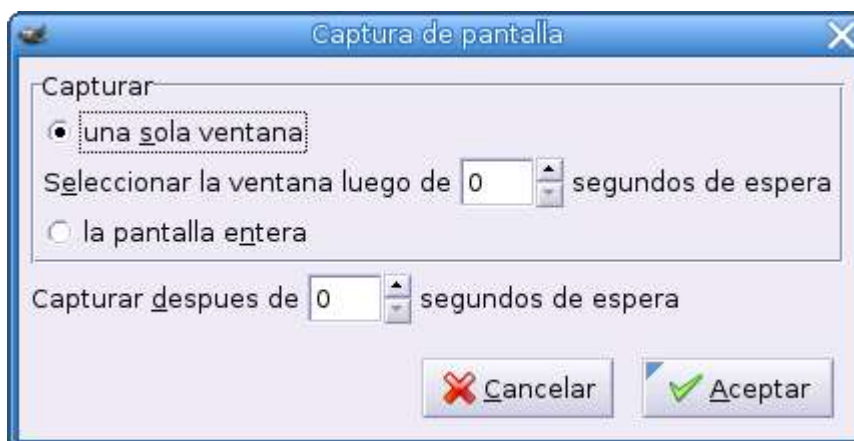 Captura de pantalla
Capturar
una sola ventana
Seleccionar la ventana luego de 0 segundos de espera
la pantalla entera
Capturar despues de 0 segundos de espera
Cancelar Aceptar